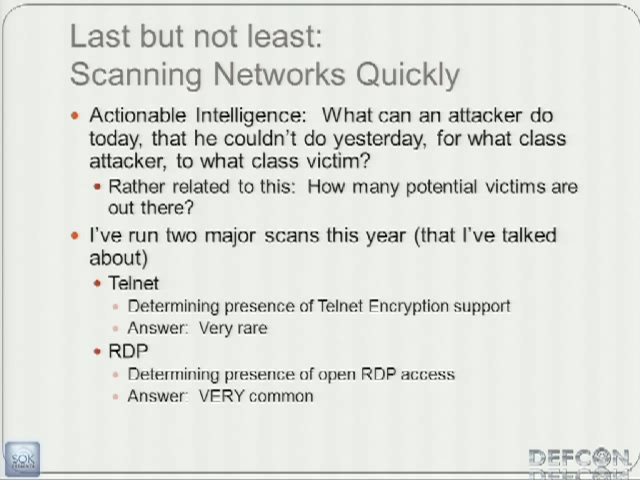 Last but not least:
Scanning Networks Quickly
• Actionable Intelligence: What can an attacker do
today, that he couldn't do yesterday, for what class
attacker, to what class victim?
• Rather related to this: How many potential victims are
out there?
• I've run two major scans this year (that I've talked
about)
• Telnet
• Determining presence of Telnet Encryption support
• Answer: Very rare
• RDP
• Determining presence of open RDP access
• Answer: VERY common
SOK
DEFCON